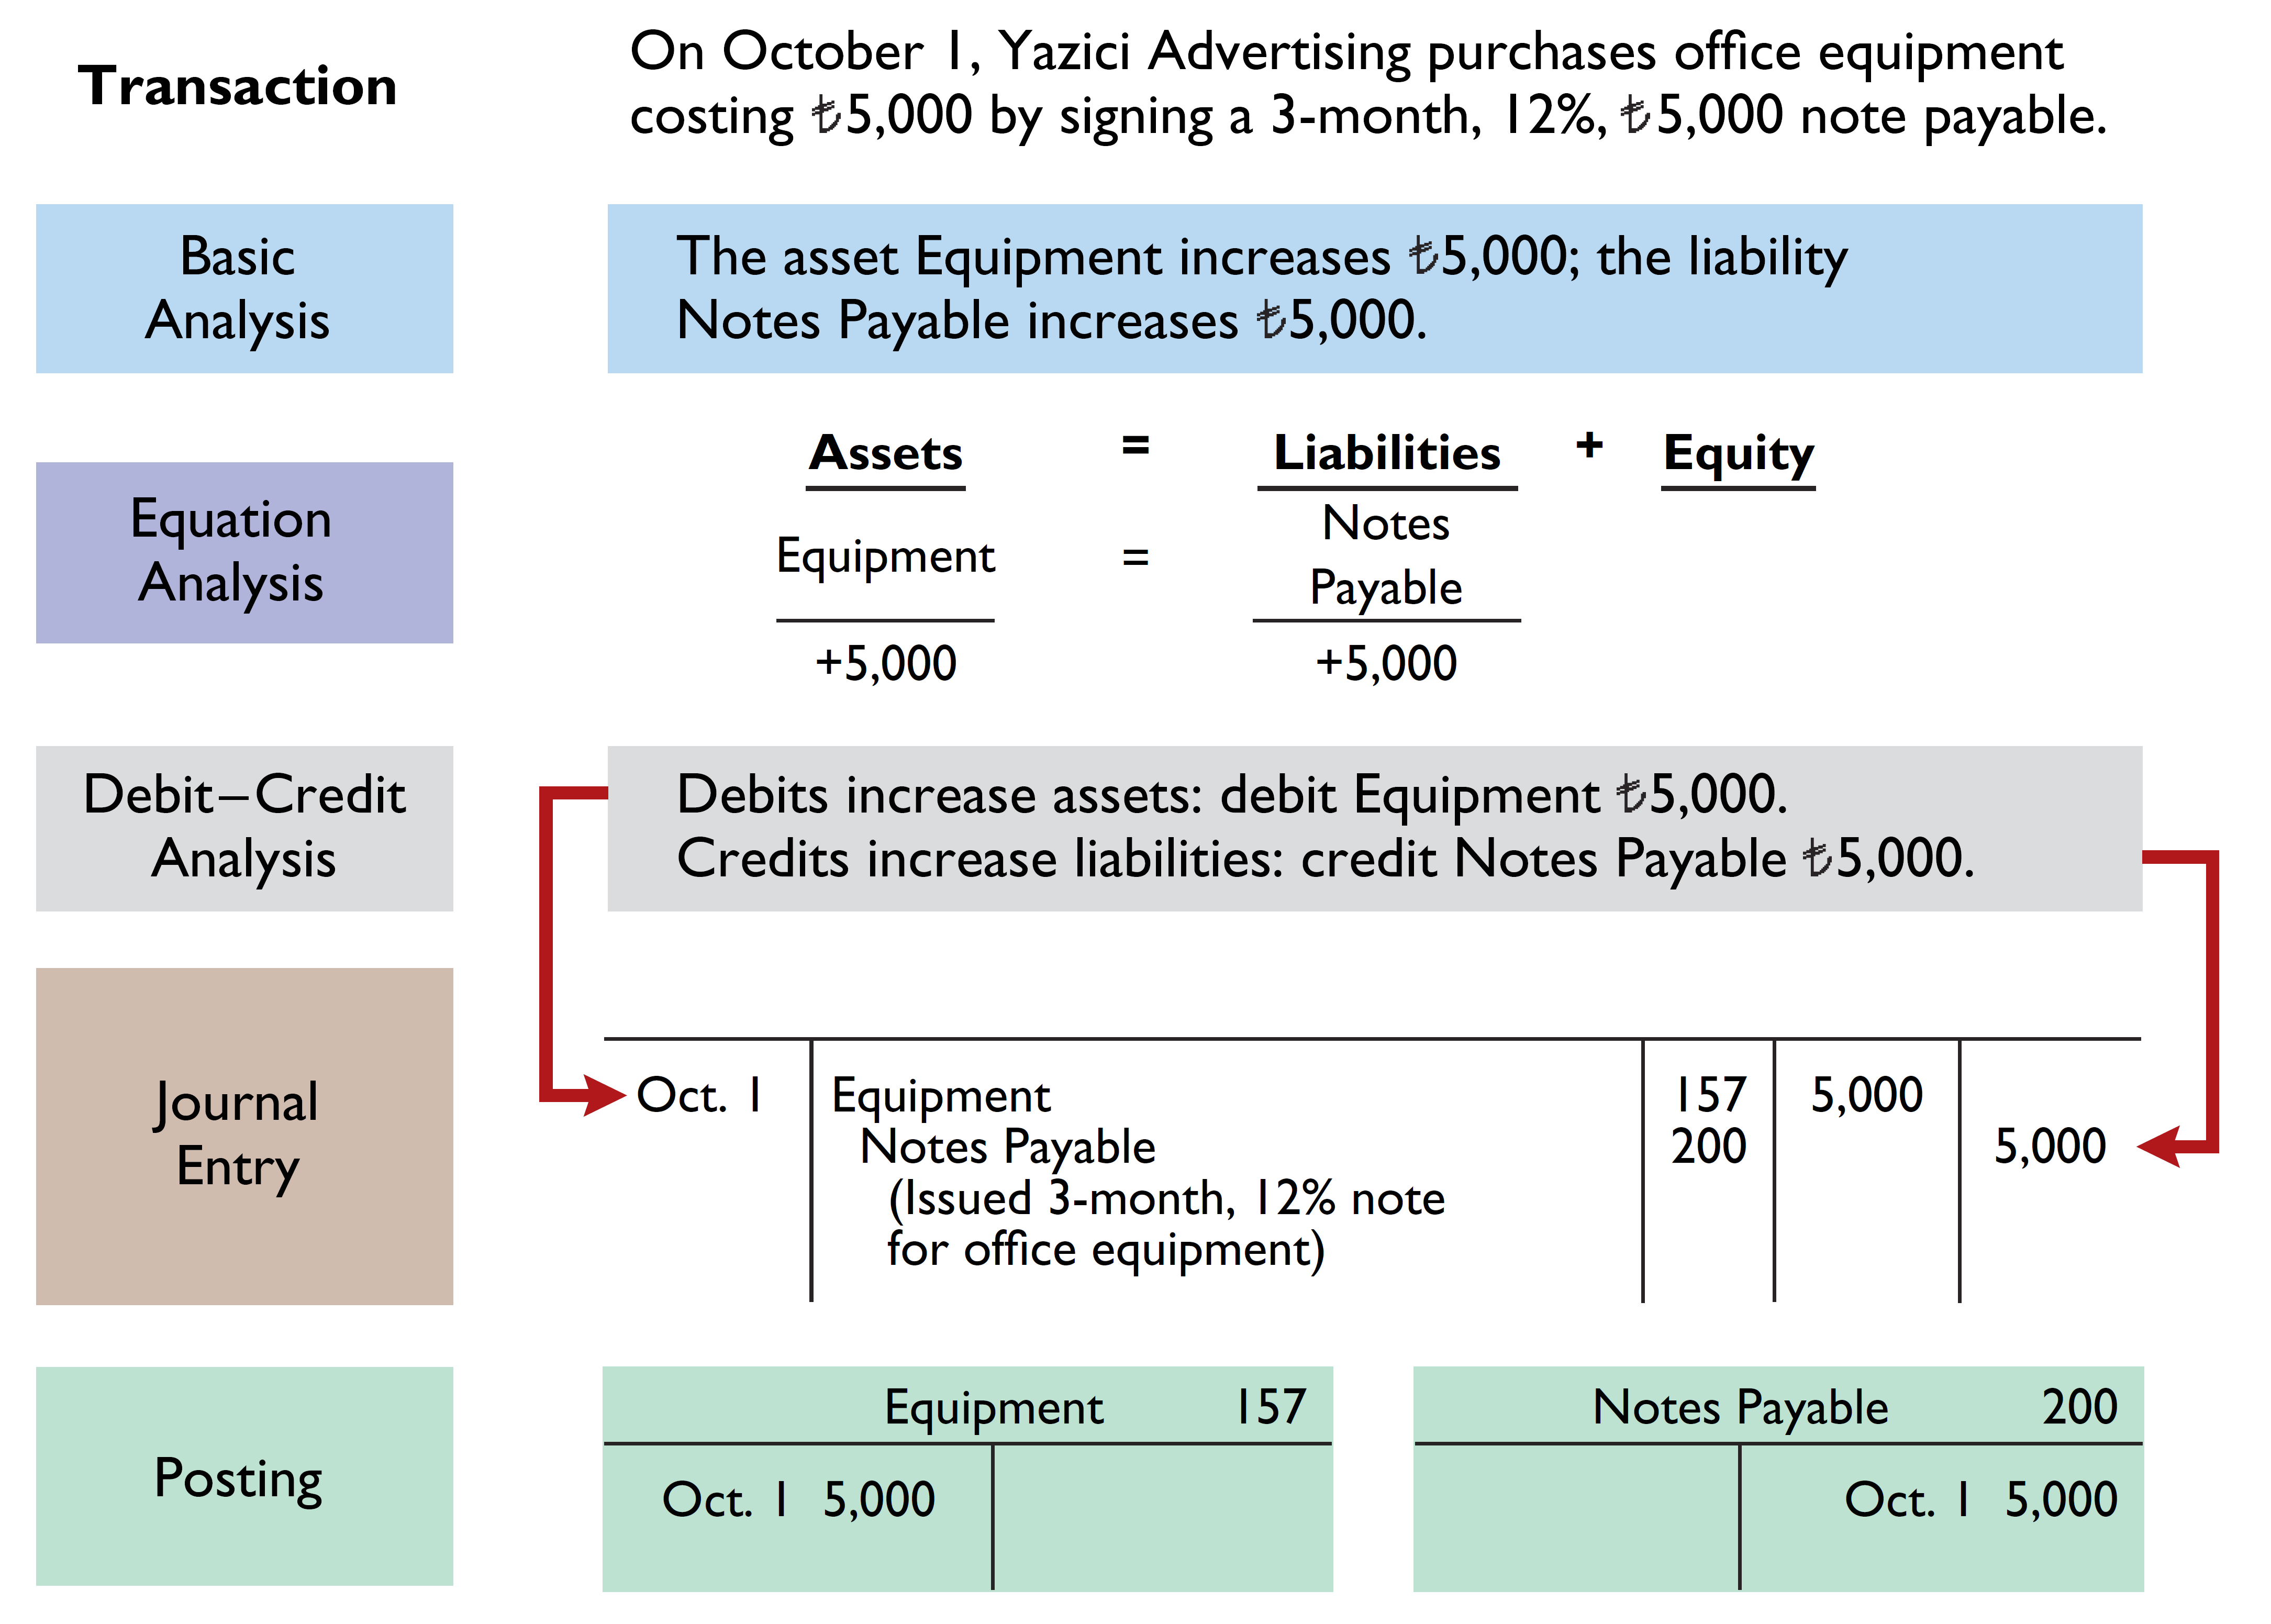 Transaction
On October 1, Yazici Advertising purchases office equipment
costing ₺5,000 by signing a 3-month, 12%, ₺5,000 note payable.
Basic
Analysis
The asset Equipment increases ₺5,000; the liability
Notes Payable increases ₺5,000.
Equation
Analysis
Assets = Liabilities + Equity
Notes
Equipment =
Payable
+5,000 +5,000
Debit–Credit
Analysis
Debits increase assets: debit Equipment ₺5,000.
Credits increase liabilities: credit Notes Payable ₺5,000.
Journal
Entry
Oct. 1 Equipment 157 5,000
Notes Payable 200 5,000
(Issued 3-month, 12% note
for office equipment)
Posting
Equipment 157
Oct. 1 5,000
Notes Payable 200
Oct. 1 5,000